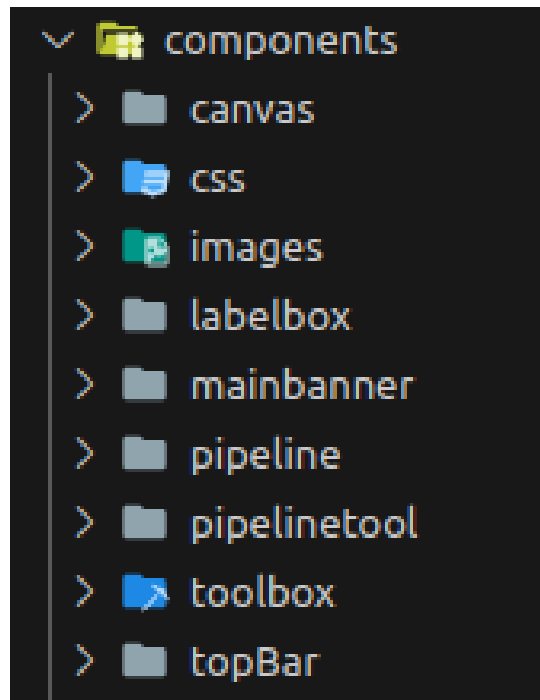 components
canvas
css
images
labelbox
mainbanner
pipeline
pipelinetool
toolbox
topBar